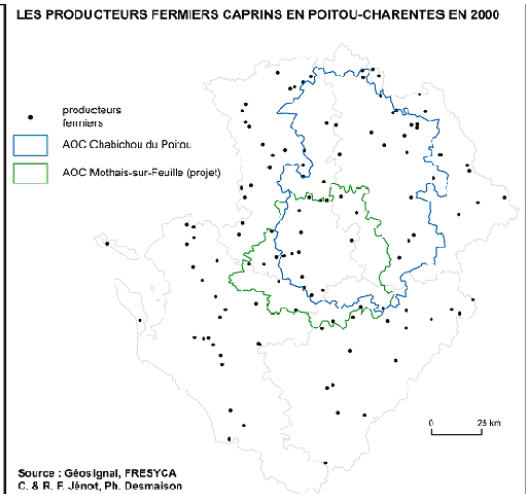 LES PRODUCTEURS FERMIERS CAPRINS EN POITOU-CHARENTES EN 2000
producteurs
fermiers
AOC Chabichou du Poitou
AOC Mothais-sur-Feuille (projet)
0 25 km
Source : Géosignal, FRESYCA
C. & R. F. Jénot, Ph. Desmaison